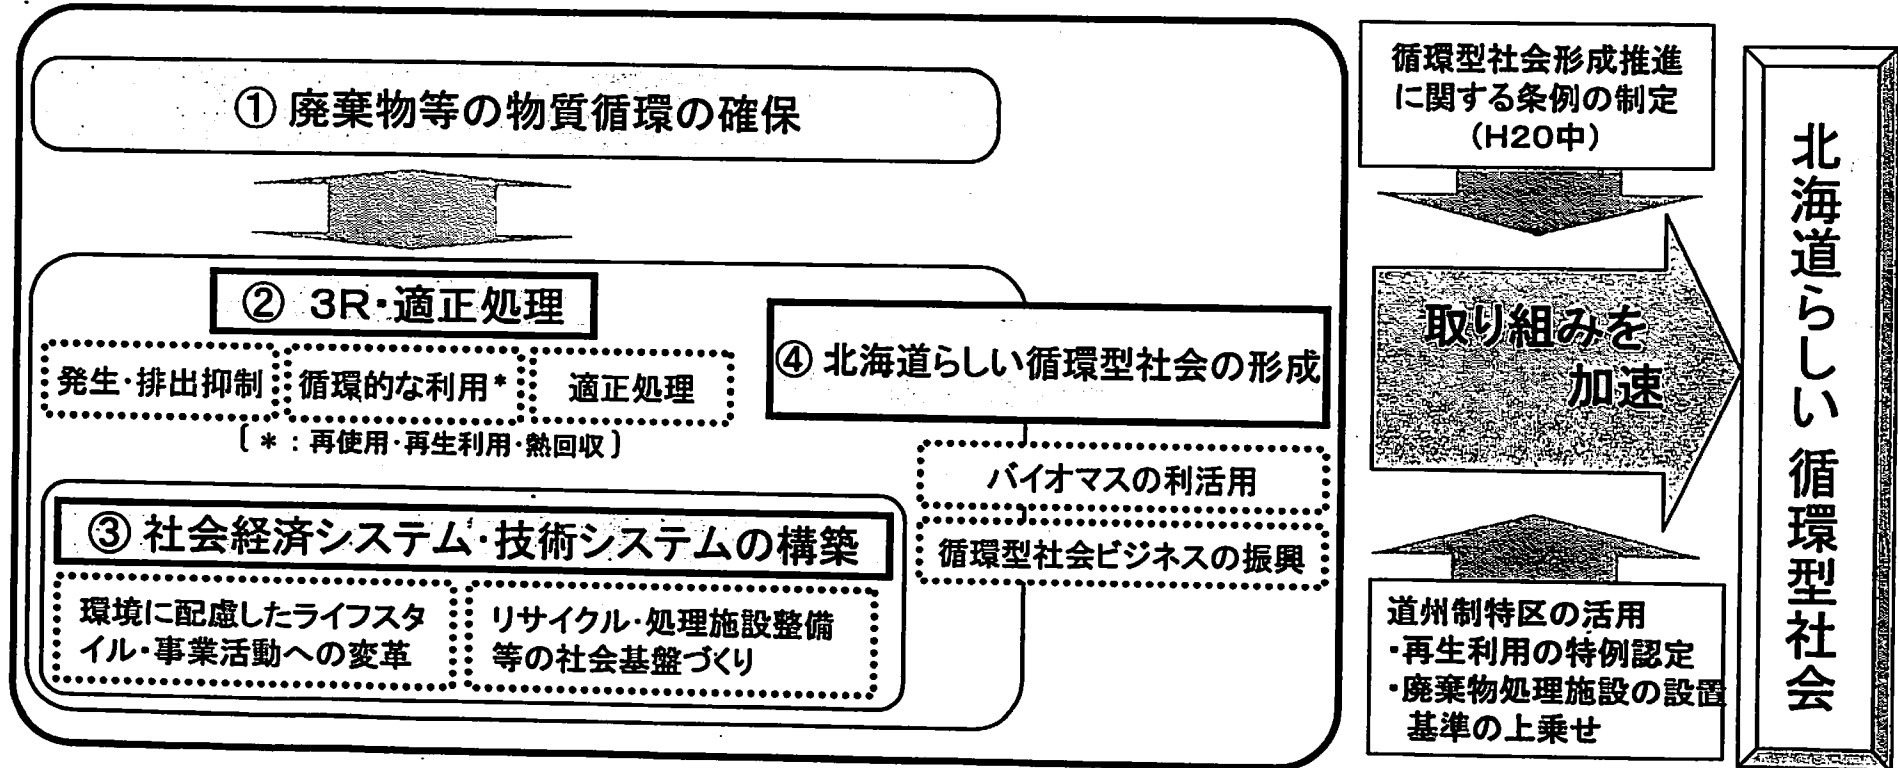 ① 廃棄物等の物質循環の確保
② 3R・適正処理
発生・排出抑制
循環的な利用*
適正処理
〔 * ：再使用・再生利用・熱回収 〕
③ 社会経済システム・技術システムの構築
環境に配慮したライフスタ
イル・事業活動への変革
リサイクル・処理施設整備
等の社会基盤づくり
④ 北海道らしい循環型社会の形成
バイオマスの利活用
循環型社会ビジネスの振興
循環型社会形成推進
に関する条例の制定
（H20中）
取り組みを
加速
道州制特区の活用
・再生利用の特例認定
・廃棄物処理施設の設置
基準の上乗せ
北海道らしい循環型社会